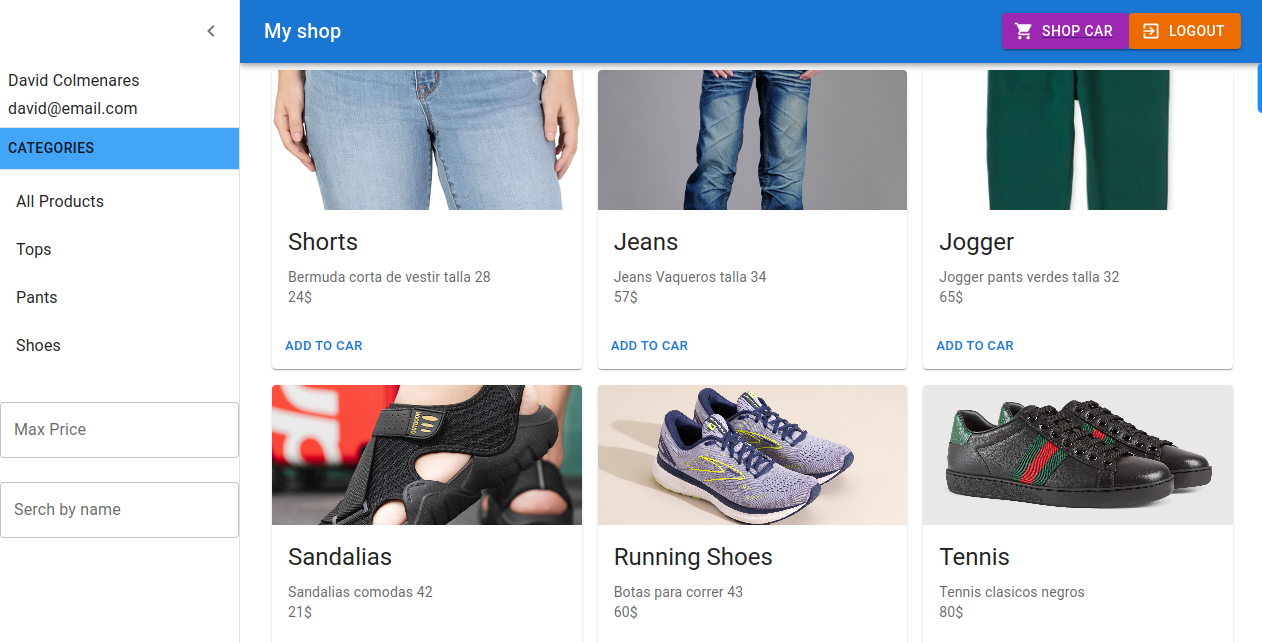 My shop
SHOP CAR
LOGOUT
David Colmenares
david@email.com
CATEGORIES
All Products
Tops
Pants
Shoes
Max Price
Serch by name
Shorts
Bermuda corta de vestir talla 28
24$
ADD TO CAR
Jeans
Jeans Vaqueros talla 34
57$
ADD TO CAR
Jogger
Jogger pants verdes talla 32
65$
ADD TO CAR
Sandalias
Sandalias comodas 42
21$
Running Shoes
Botas para correr 43
60$
Tennis
Tennis clasicos negros
80$